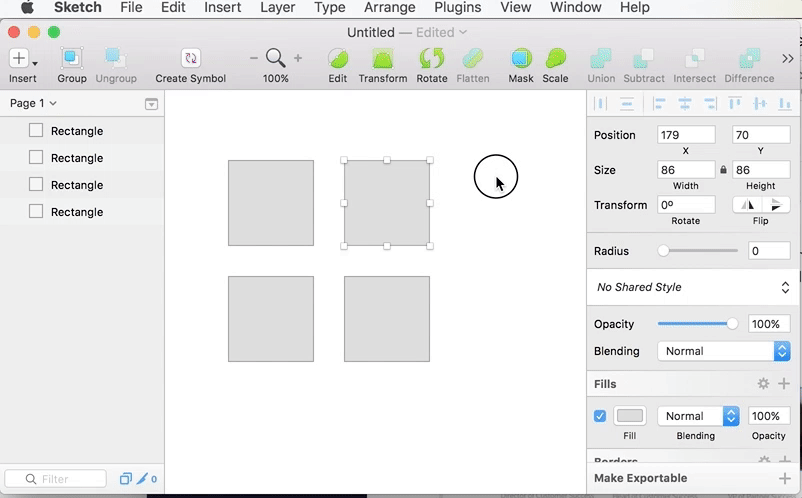 Sketch File Edit Insert Layer Type Arrange Plugins View Window Help
Untitled — Edited
Insert Group Ungroup Create Symbol 100% Edit Transform Rotate Flatten Mask Scale Union Subtract Intersect Difference
Page 1
Rectangle
Rectangle
Rectangle
Rectangle
Filter 0
Position 179 70
X Y
Size 86 86
Width Height
Transform 0º
Rotate Flip
Radius 0
No Shared Style
Opacity 100%
Blending Normal
Fills
Normal 100%
Fill Blending Opacity
Borders
Make Exportable